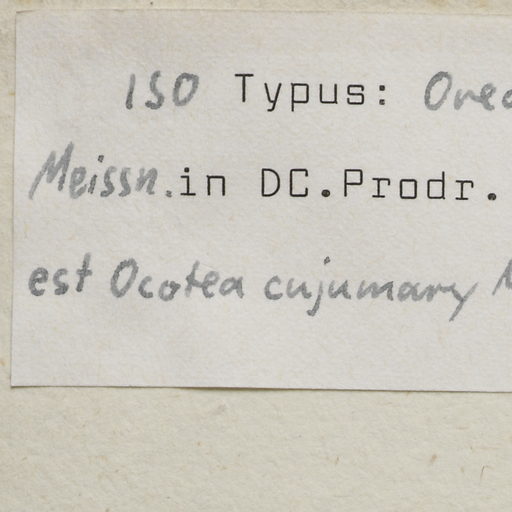 ISO Typus: Oreo
Meissn. in DC.Prodr.
est Ocotea cujumary